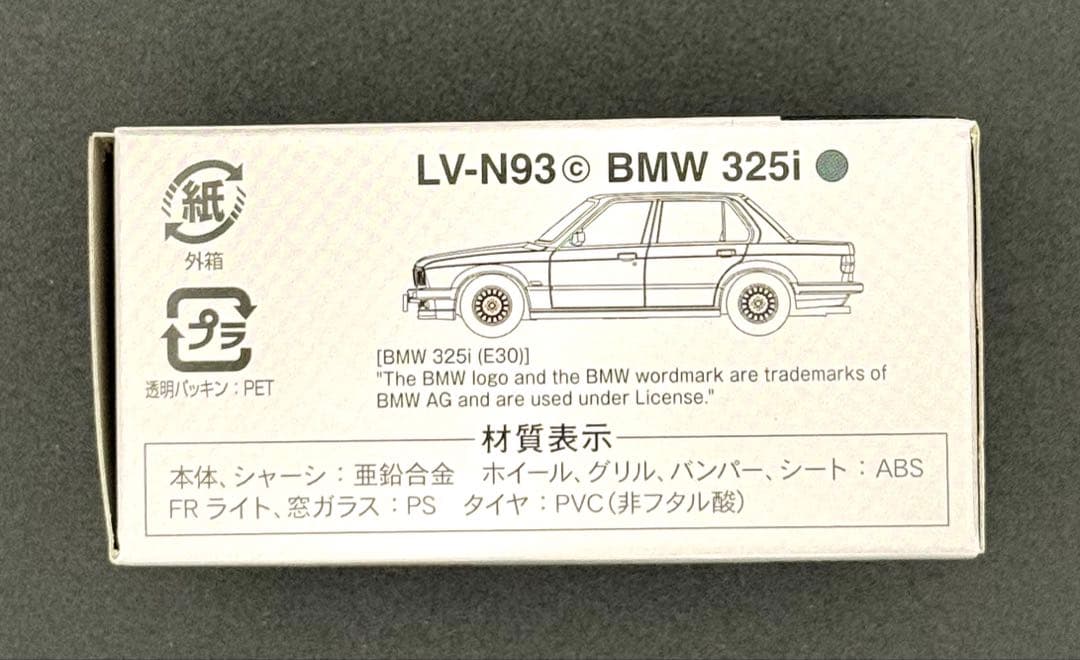 LV-N93ⓒ BMW 325i
紙
外箱
プラ
透明パッキン：PET
[BMW 325i (E30)]
"The BMW logo and the BMW wordmark are trademarks of
BMW AG and are used under License."
材質表示
本体、シャーシ：亜鉛合金　ホイール、グリル、バンパー、シート：ABS
FRライト、窓ガラス：PS　タイヤ：PVC（非フタル酸）